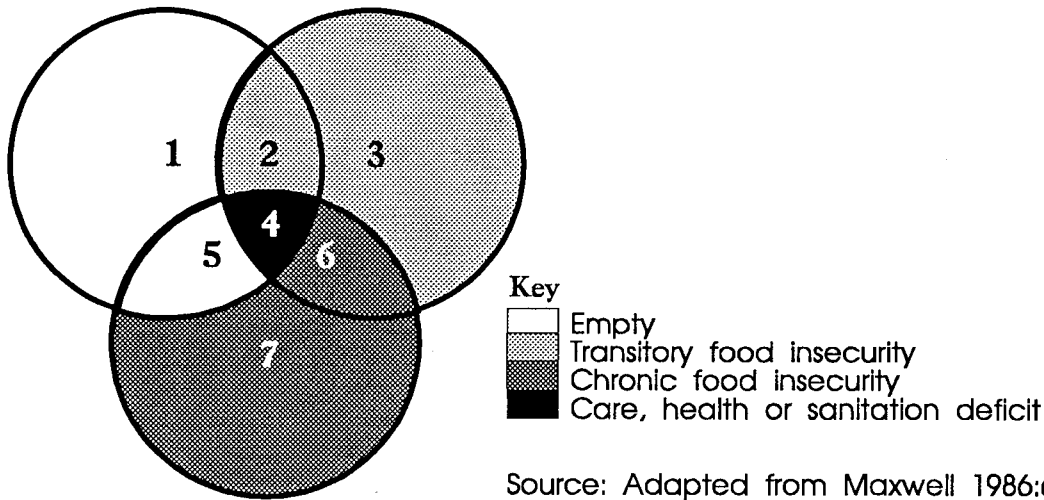 1 2 3
4
5 6
7
Key
Empty
Transitory food insecurity
Chronic food insecurity
Care, health or sanitation deficit
Source: Adapted from Maxwell 1986: